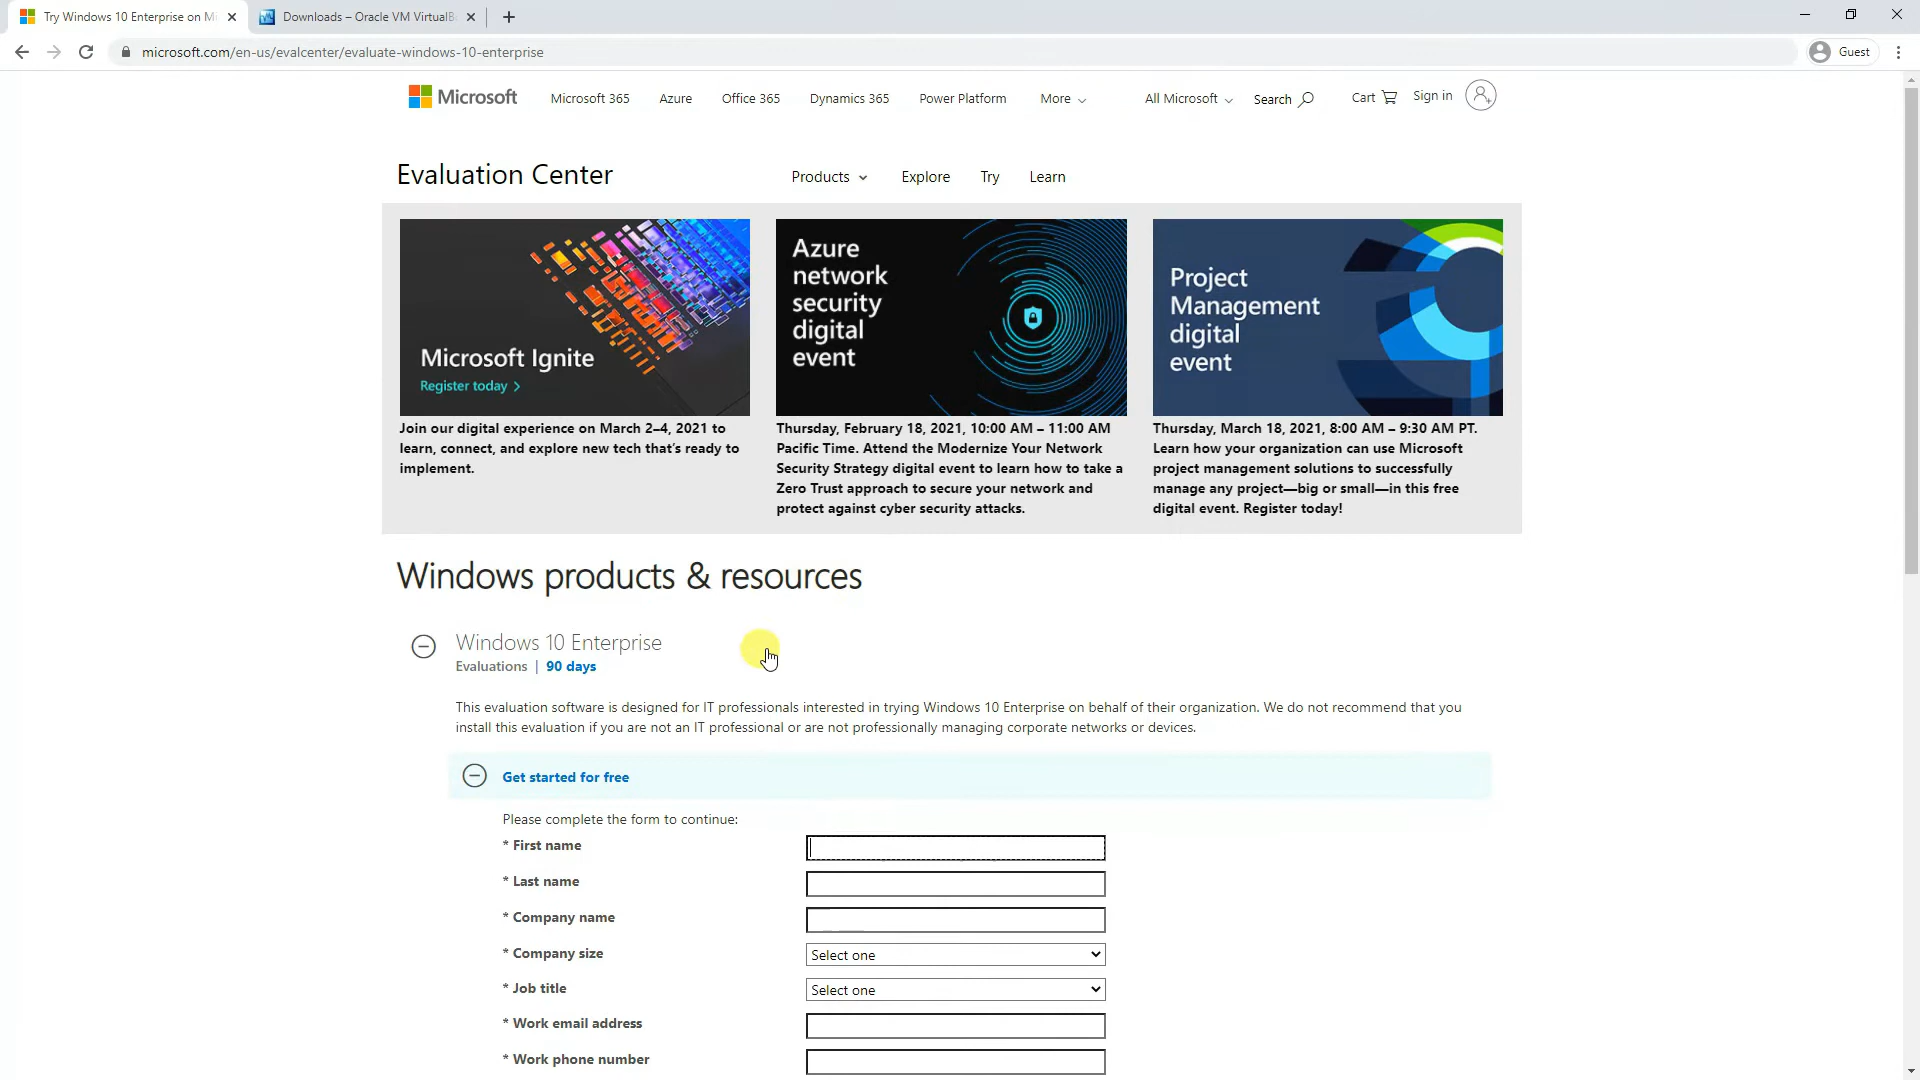 Try Windows 10 Enterprise on Mi
Downloads – Oracle VM VirtualB
microsoft.com/en-us/evalcenter/evaluate-windows-10-enterprise
Guest
Microsoft
Microsoft 365
Azure
Office 365
Dynamics 365
Power Platform
More
All Microsoft
Search
Cart
Sign in
Evaluation Center
Products
Explore
Try
Learn
Microsoft Ignite
Register today >
Join our digital experience on March 2–4, 2021 to
learn, connect, and explore new tech that's ready to
implement.
Azure
network
security
digital
event
Thursday, February 18, 2021, 10:00 AM – 11:00 AM
Pacific Time. Attend the Modernize Your Network
Security Strategy digital event to learn how to take a
Zero Trust approach to secure your network and
protect against cyber security attacks.
Project
Management
digital
event
Thursday, March 18, 2021, 8:00 AM – 9:30 AM PT.
Learn how your organization can use Microsoft
project management solutions to successfully
manage any project—big or small—in this free
digital event. Register today!
Windows products & resources
Windows 10 Enterprise
Evaluations | 90 days
This evaluation software is designed for IT professionals interested in trying Windows 10 Enterprise on behalf of their organization. We do not recommend that you
install this evaluation if you are not an IT professional or are not professionally managing corporate networks or devices.
Get started for free
Please complete the form to continue:
* First name
* Last name
* Company name
* Company size
Select one
* Job title
Select one
* Work email address
* Work phone number